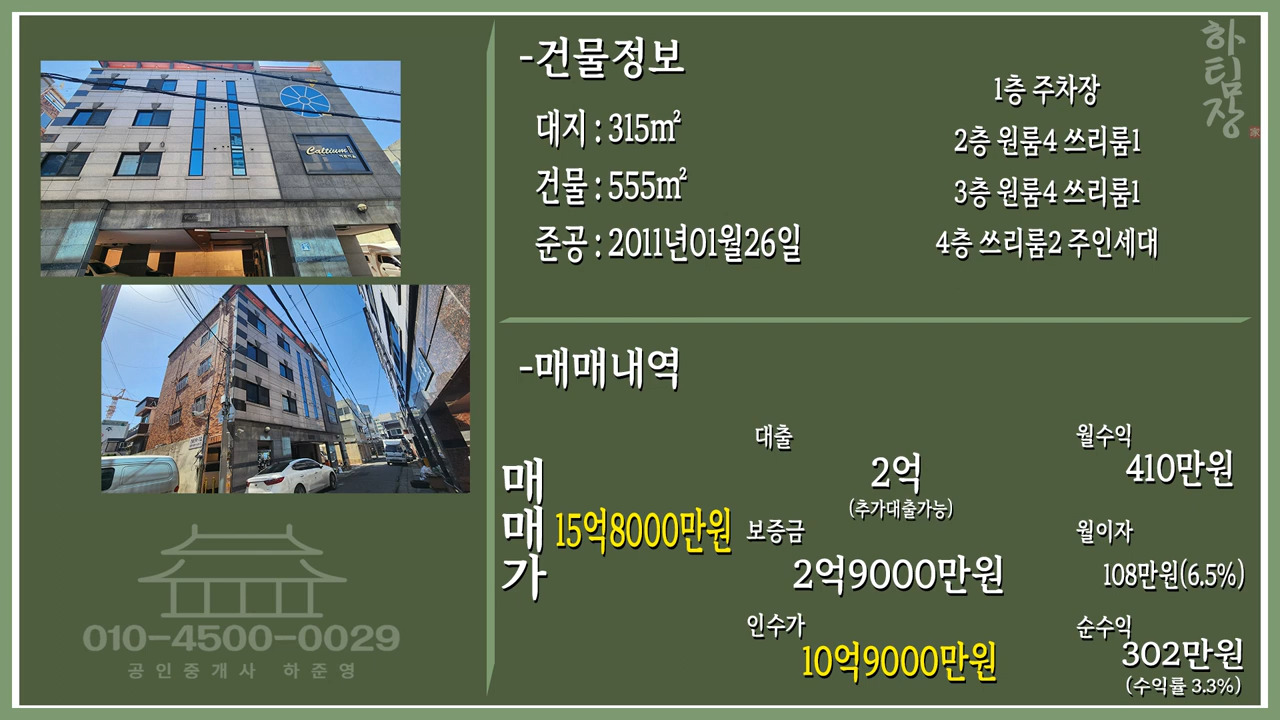 -건물정보
대지 : 315㎡
건물 : 555㎡
준공 : 2011년01월26일
1층 주차장
2층 원룸4 쓰리룸1
3층 원룸4 쓰리룸1
4층 쓰리룸2 주인세대
하팀장
家
Caltium
-매매내역
매매가
15억8000만원
대출
2억
(추가대출가능)
보증금
2억9000만원
인수가
10억9000만원
월수익
410만원
월이자
108만원(6.5%)
순수익
302만원
(수익률 3.3%)
010-4500-0029
공인중개사 하준영